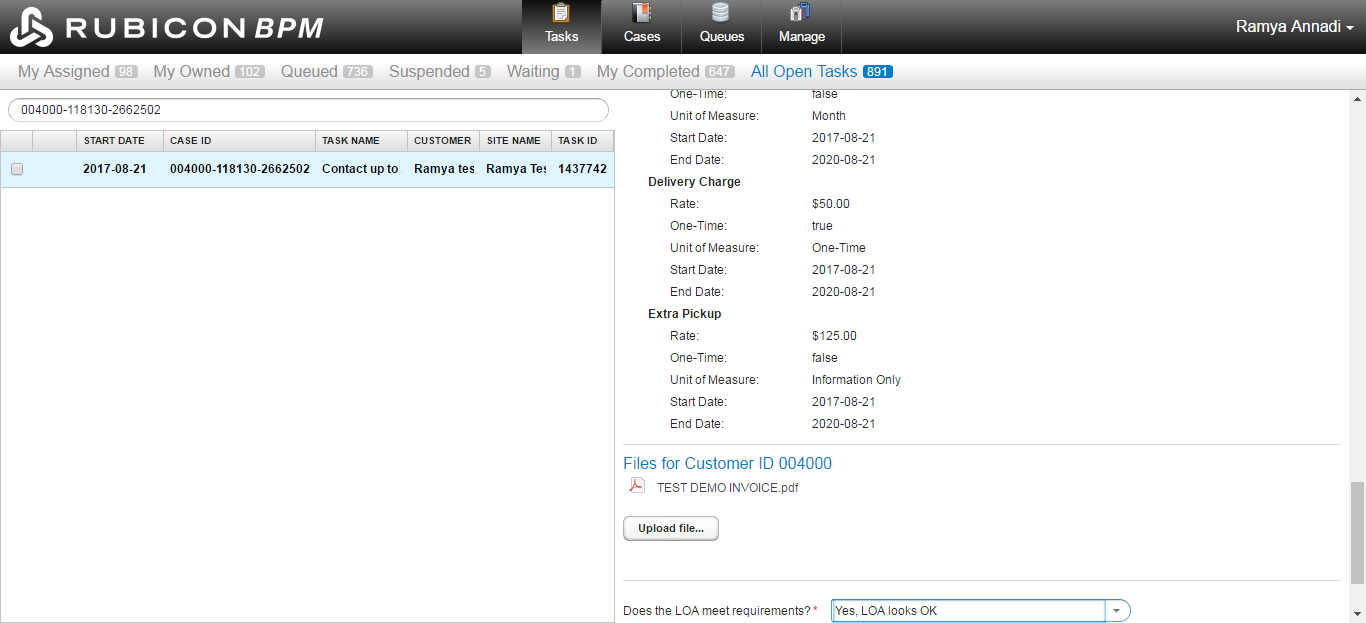 RUBICON BPM
Tasks Cases Queues Manage
Ramya Annadi
My Assigned 98 My Owned 102 Queued 736 Suspended 5 Waiting 1 My Completed 647 All Open Tasks 891
004000-118130-2662502
START DATE CASE ID TASK NAME CUSTOMER SITE NAME TASK ID
2017-08-21 004000-118130-2662502 Contact up to Ramya tes Ramya Tes 1437742
One-Time: false
Unit of Measure: Month
Start Date: 2017-08-21
End Date: 2020-08-21
Delivery Charge
Rate: $50.00
One-Time: true
Unit of Measure: One-Time
Start Date: 2017-08-21
End Date: 2020-08-21
Extra Pickup
Rate: $125.00
One-Time: false
Unit of Measure: Information Only
Start Date: 2017-08-21
End Date: 2020-08-21
Files for Customer ID 004000
TEST DEMO INVOICE.pdf
Upload file...
Does the LOA meet requirements? * Yes, LOA looks OK